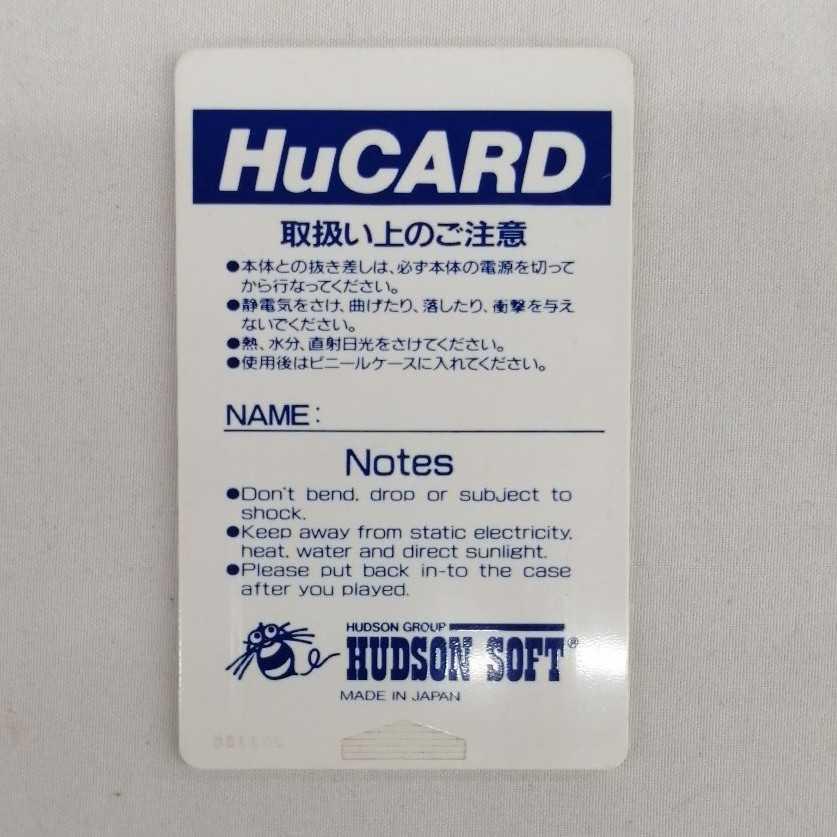 HuCARD
取扱い上のご注意
●本体との抜き差しは、必ず本体の電源を切って
から行なってください。
●静電気をさけ、曲げたり、落したり、衝撃を与え
ないでください。
●熱、水分、直射日光をさけてください。
●使用後はビニールケースに入れてください。
NAME:
Notes
●Don't bend, drop or subject to
shock.
●Keep away from static electricity,
heat, water and direct sunlight.
●Please put back in-to the case
after you played.
HUDSON GROUP
HUDSON SOFT®
MADE IN JAPAN